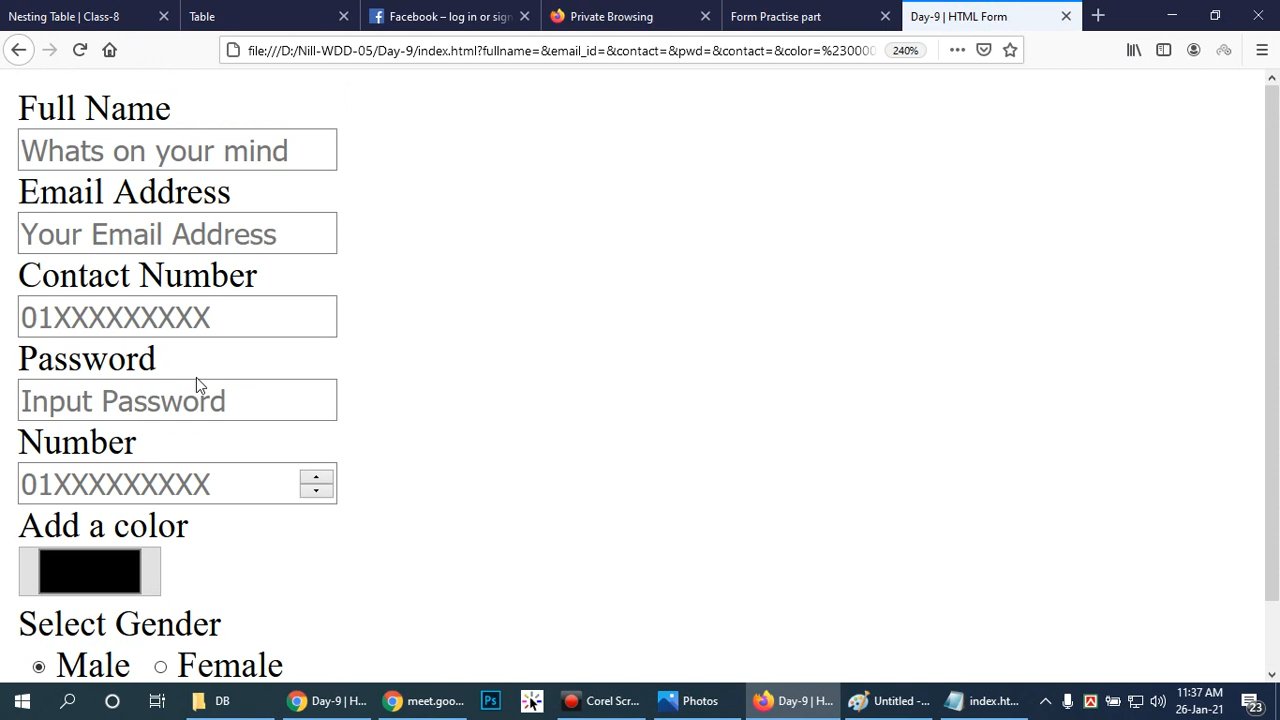 Nesting Table | Class-8
Table
Facebook – log in or sign
Private Browsing
Form Practise part
Day-9 | HTML Form
file:///D:/Nill-WDD-05/Day-9/index.html?fullname=&email_id=&contact=&pwd=&contact=&color=%23000
240%
Full Name
Whats on your mind
Email Address
Your Email Address
Contact Number
01XXXXXXXXX
Password
Input Password
Number
01XXXXXXXXX
Add a color
Select Gender
Male
Female
DB
Day-9 | H...
meet.goo...
Ps
Corel Scr...
Photos
Day-9 | H...
Untitled -...
index.ht...
11:37 AM
26-Jan-21
23